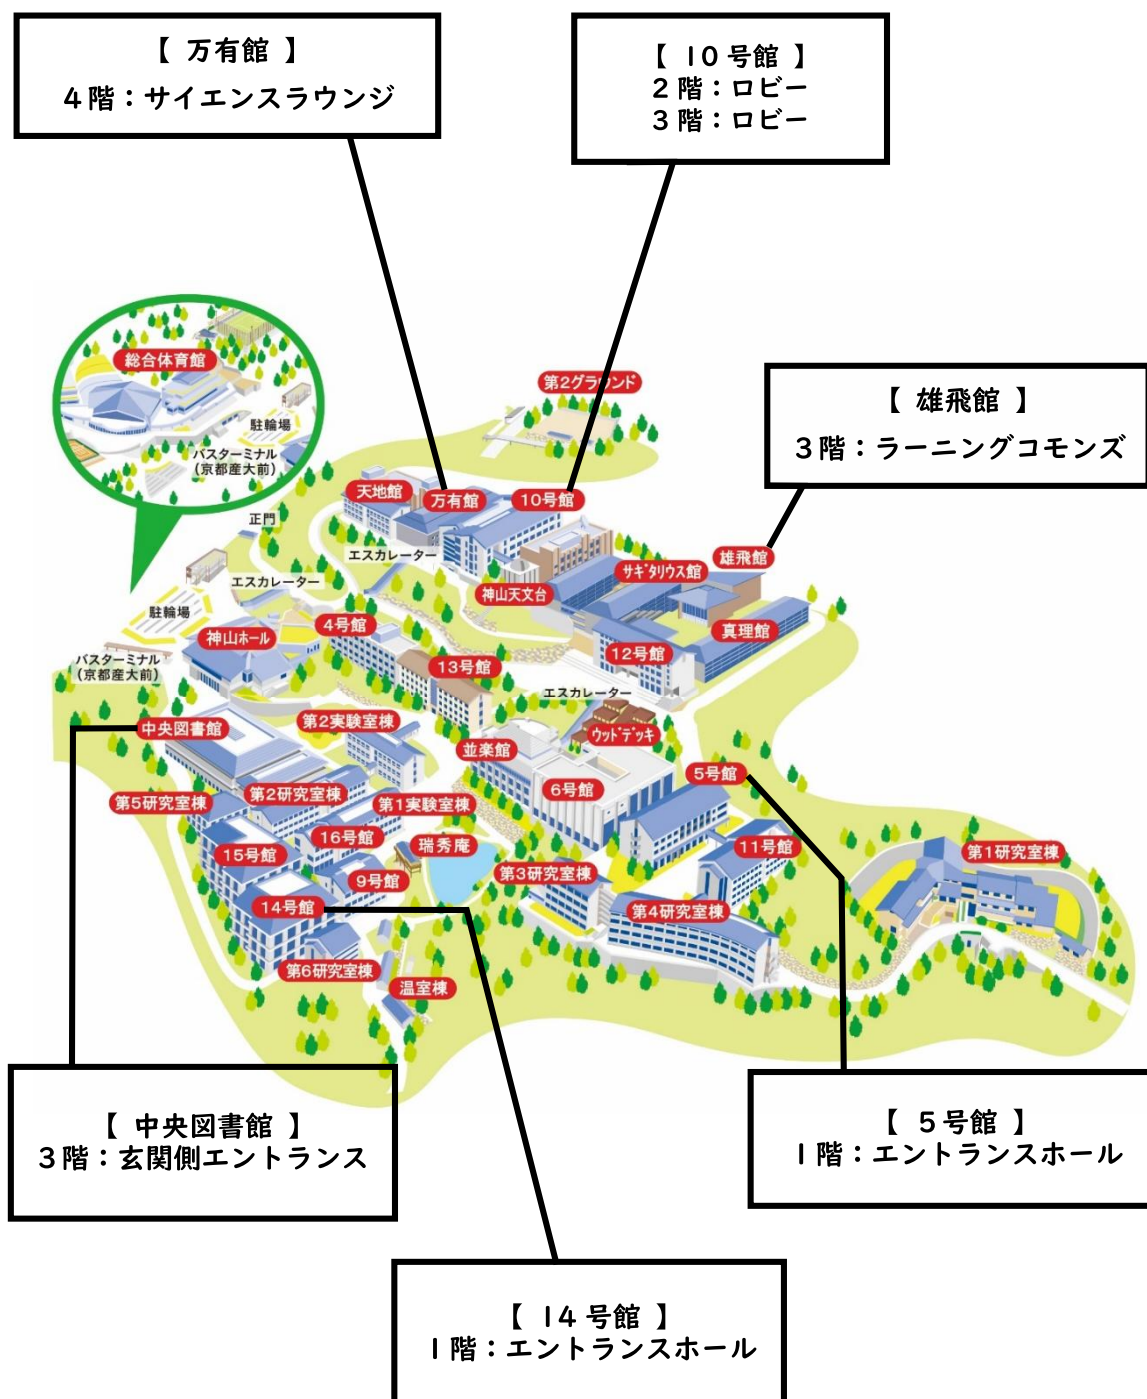 【 万有館 】
4階：サイエンスラウンジ
【 10号館 】
2階：ロビー
3階：ロビー
総合体育館
駐輪場
バスターミナル
(京都産大前)
第2グラウンド
【 雄飛館 】
3階：ラーニングコモンズ
天地館
万有館
10号館
正門
エスカレーター
雄飛館
サギタリウス館
エスカレーター
神山天文台
駐輪場
神山ホール
4号館
真理館
12号館
バスターミナル
(京都産大前)
13号館
エスカレーター
中央図書館
第2実験室棟
並楽館
ウッドデッキ
5号館
6号館
第5研究室棟
第2研究室棟
第1実験室棟
16号館
瑞秀庵
11号館
第1研究室棟
15号館
9号館
第3研究室棟
14号館
第4研究室棟
第6研究室棟
温室棟
【 中央図書館 】
3階：玄関側エントランス
【 5号館 】
1階：エントランスホール
【 14号館 】
1階：エントランスホール